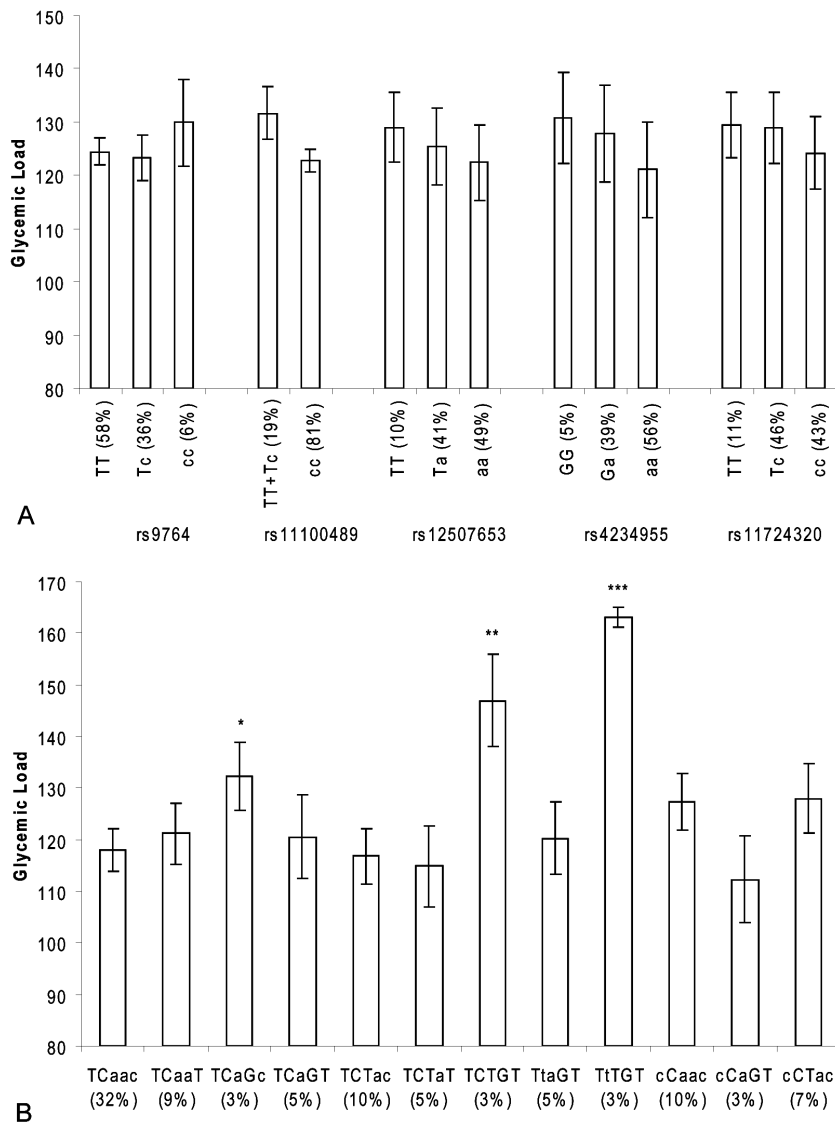 150
140
130
120
110
100
90
80
Glycemic Load
TT (58%)
Tc (36%)
cc (6%)
TT+Tc (19%)
cc (81%)
TT (10%)
Ta (41%)
aa (49%)
GG (5%)
Ga (39%)
aa (56%)
TT (11%)
Tc (46%)
cc (43%)
A
rs9764 rs11100489 rs12507653 rs4234955 rs11724320
170
160
150
140
130
120
110
100
90
80
Glycemic Load
*
**
***
TCaac TCaaT TCaGc TCaGT TCTac TCTaT TCTGT TtaGT TtTGT cCaac cCaGT cCTac
(32%) (9%) (3%) (5%) (10%) (5%) (3%) (5%) (3%) (10%) (3%) (7%)
B